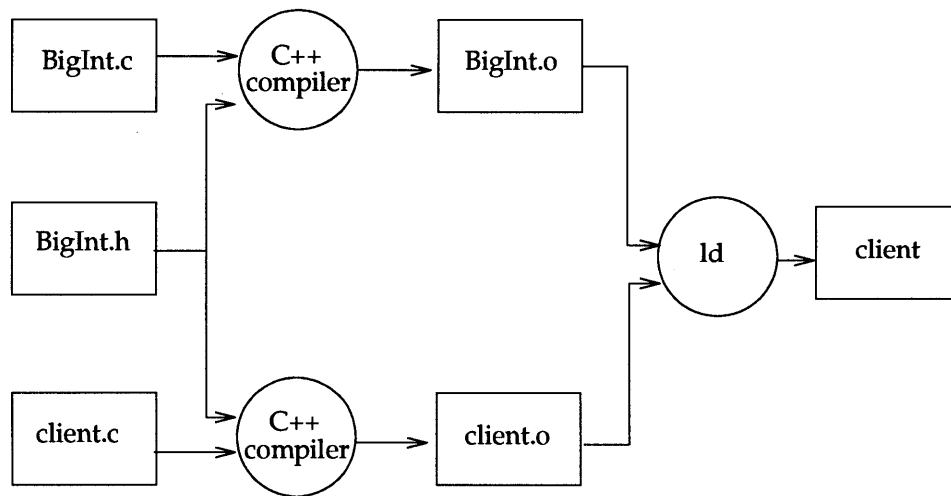 BigInt.c
C++
compiler
BigInt.o
BigInt.h
ld
client
client.c
C++
compiler
client.o